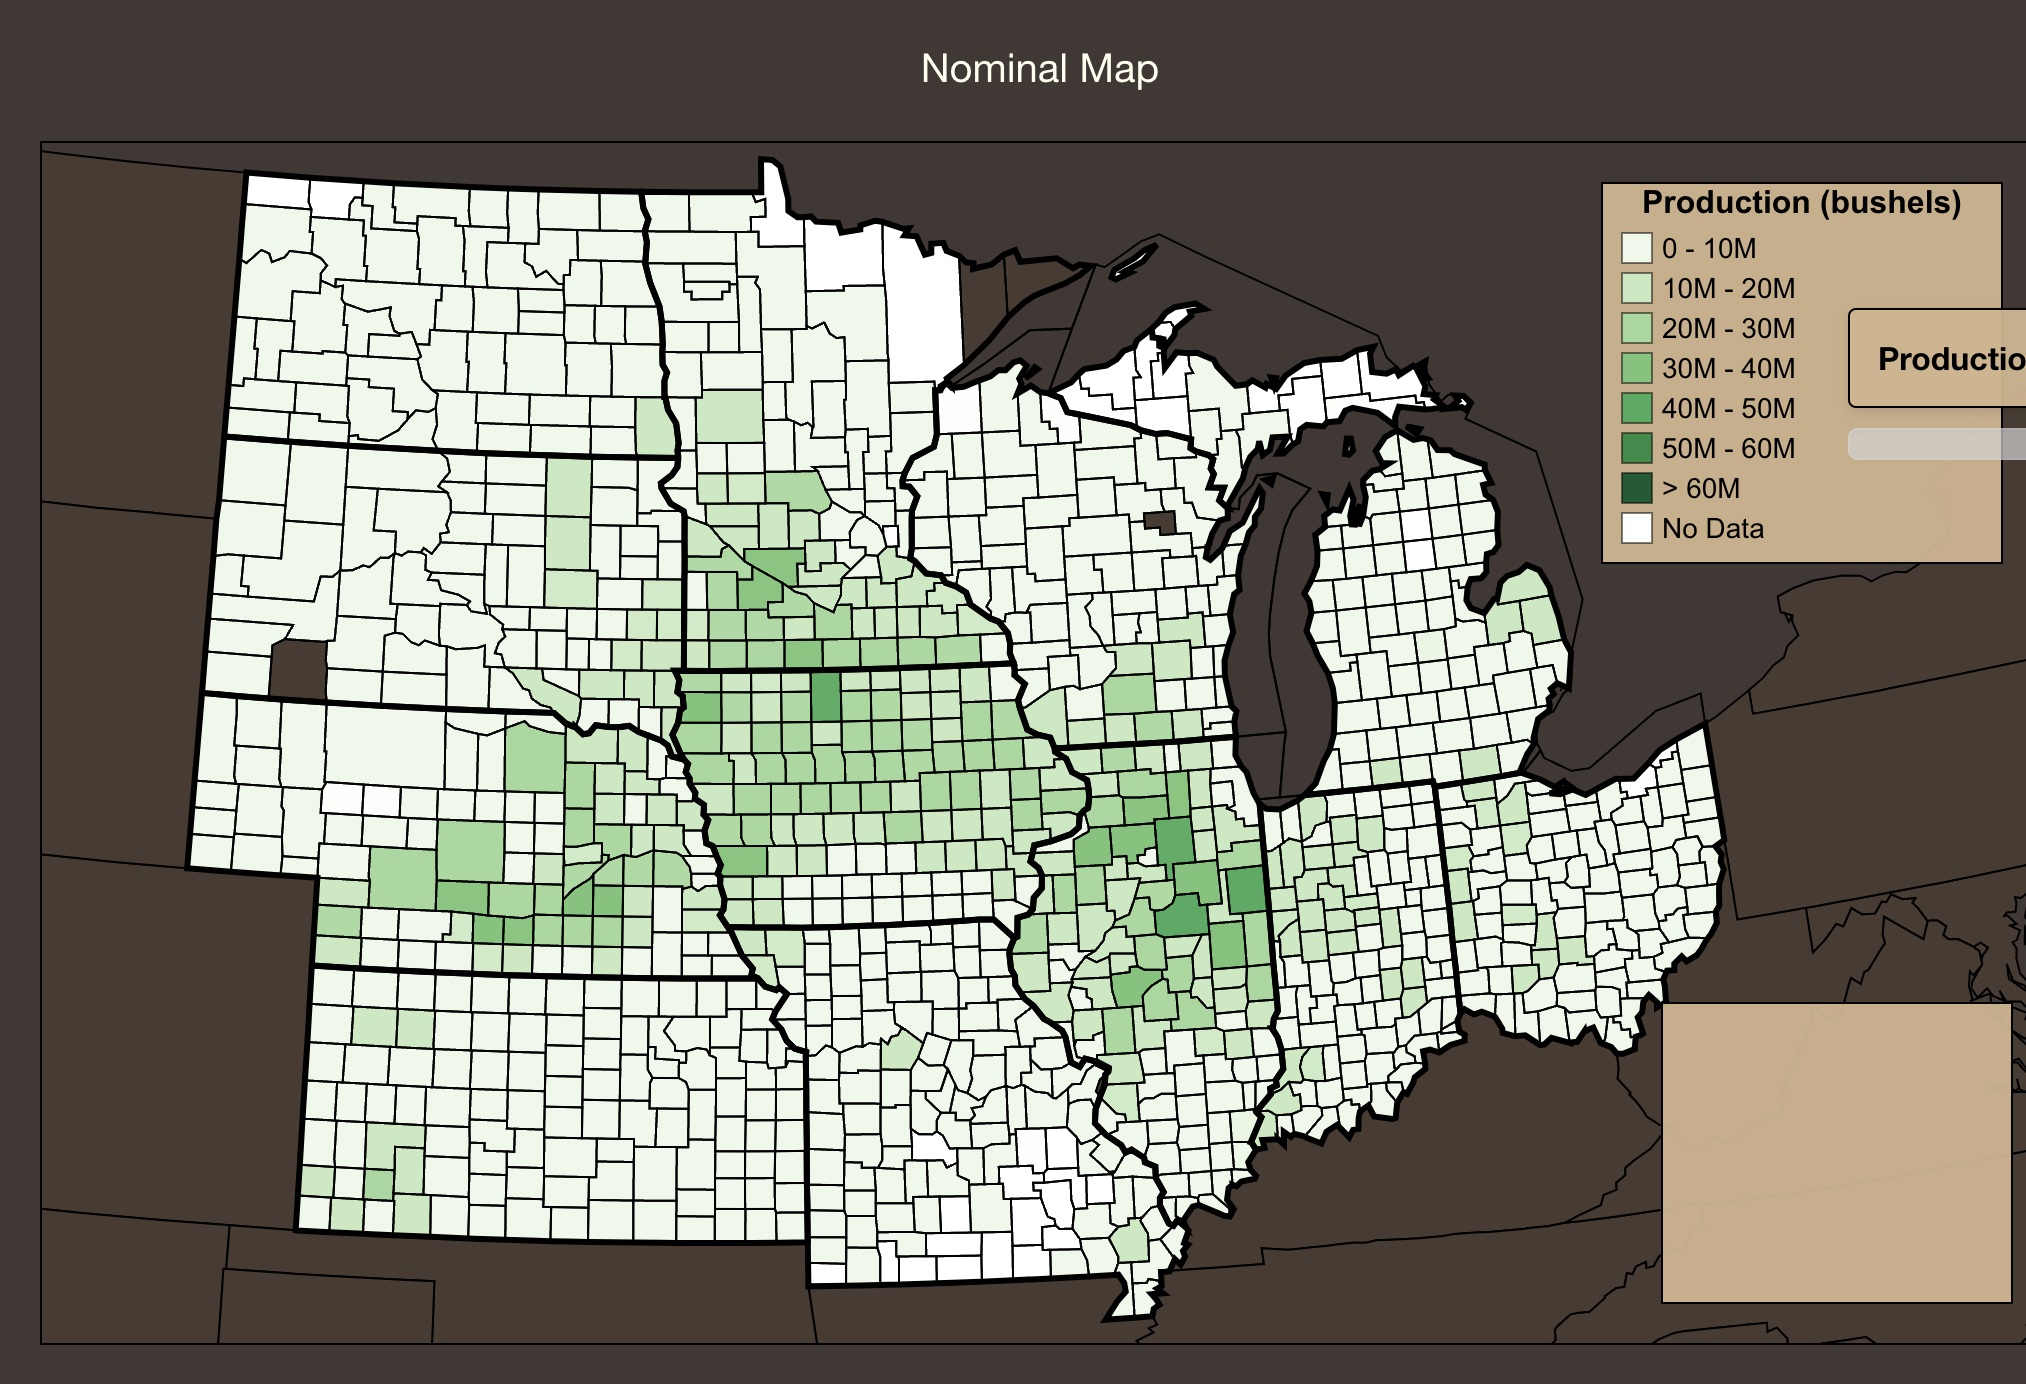 Nominal Map
Production (bushels)
0 - 10M
10M - 20M
20M - 30M
30M - 40M
40M - 50M
50M - 60M
> 60M
No Data
Productio